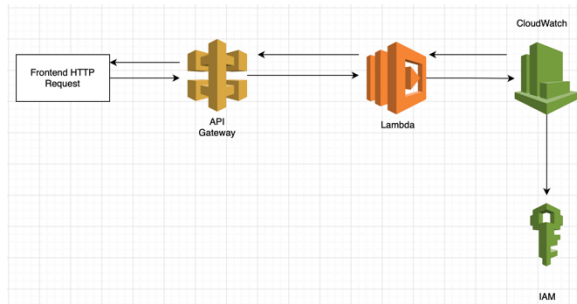 CloudWatch
Frontend HTTP
Request
API
Gateway
Lambda
IAM